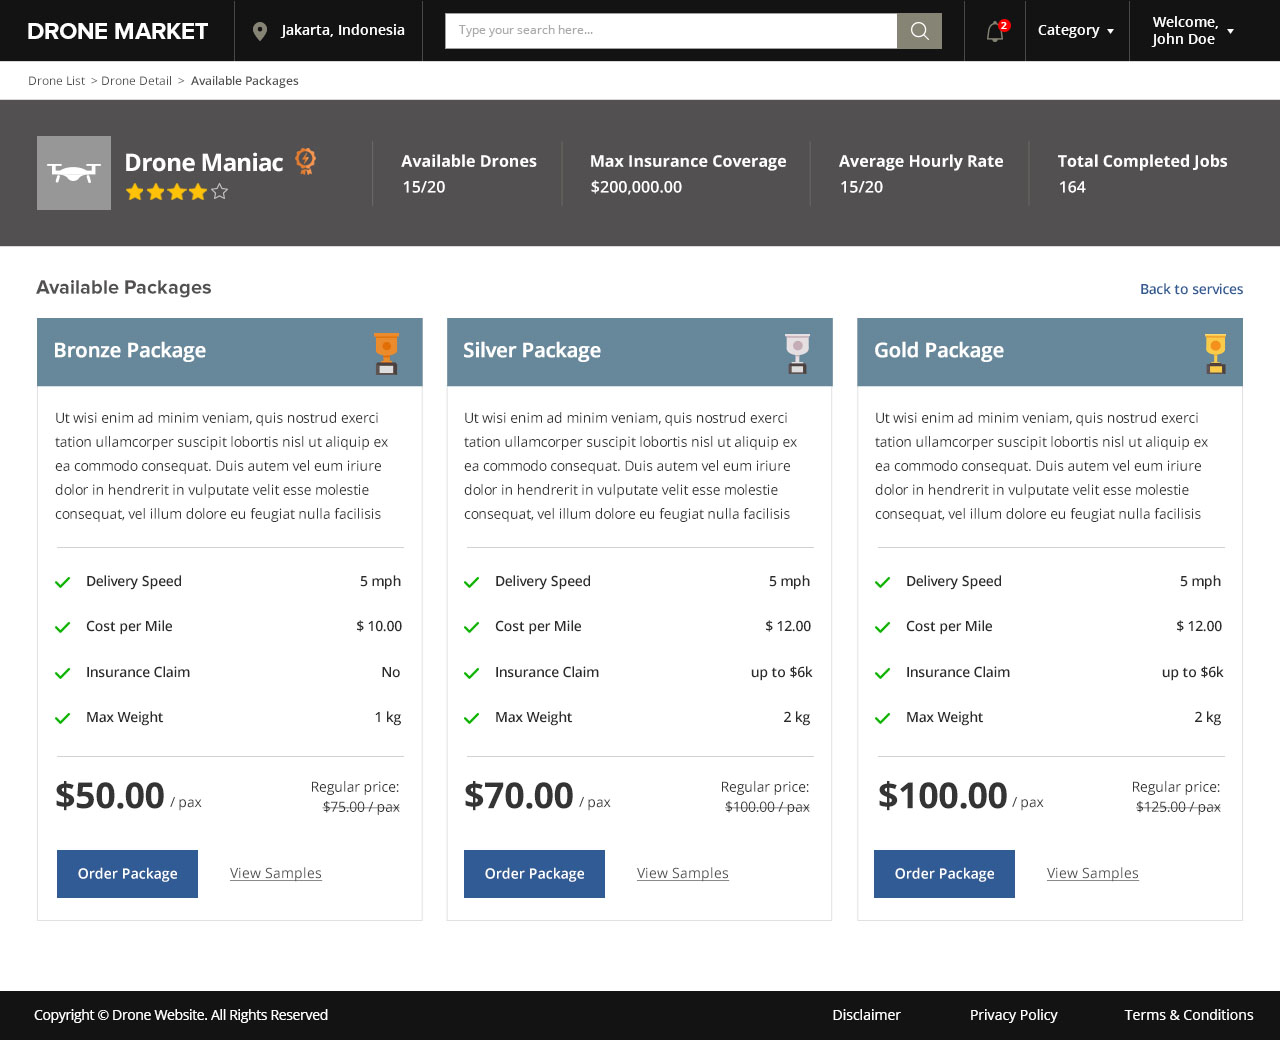 DRONE MARKET
Jakarta, Indonesia
Type your search here...
2
Category
Welcome,
John Doe
Drone List > Drone Detail > Available Packages
Drone Maniac
Available Drones
15/20
Max Insurance Coverage
$200,000.00
Average Hourly Rate
15/20
Total Completed Jobs
164
Available Packages
Back to services
Bronze Package
Ut wisi enim ad minim veniam, quis nostrud exerci
tation ullamcorper suscipit lobortis nisl ut aliquip ex
ea commodo consequat. Duis autem vel eum iriure
dolor in hendrerit in vulputate velit esse molestie
consequat, vel illum dolore eu feugiat nulla facilisis
Delivery Speed 5 mph
Cost per Mile $ 10.00
Insurance Claim No
Max Weight 1 kg
$50.00 / pax
Regular price:
$75.00 / pax
Order Package
View Samples
Silver Package
Ut wisi enim ad minim veniam, quis nostrud exerci
tation ullamcorper suscipit lobortis nisl ut aliquip ex
ea commodo consequat. Duis autem vel eum iriure
dolor in hendrerit in vulputate velit esse molestie
consequat, vel illum dolore eu feugiat nulla facilisis
Delivery Speed 5 mph
Cost per Mile $ 12.00
Insurance Claim up to $6k
Max Weight 2 kg
$70.00 / pax
Regular price:
$100.00 / pax
Order Package
View Samples
Gold Package
Ut wisi enim ad minim veniam, quis nostrud exerci
tation ullamcorper suscipit lobortis nisl ut aliquip ex
ea commodo consequat. Duis autem vel eum iriure
dolor in hendrerit in vulputate velit esse molestie
consequat, vel illum dolore eu feugiat nulla facilisis
Delivery Speed 5 mph
Cost per Mile $ 12.00
Insurance Claim up to $6k
Max Weight 2 kg
$100.00 / pax
Regular price:
$125.00 / pax
Order Package
View Samples
Copyright © Drone Website. All Rights Reserved
Disclaimer
Privacy Policy
Terms & Conditions